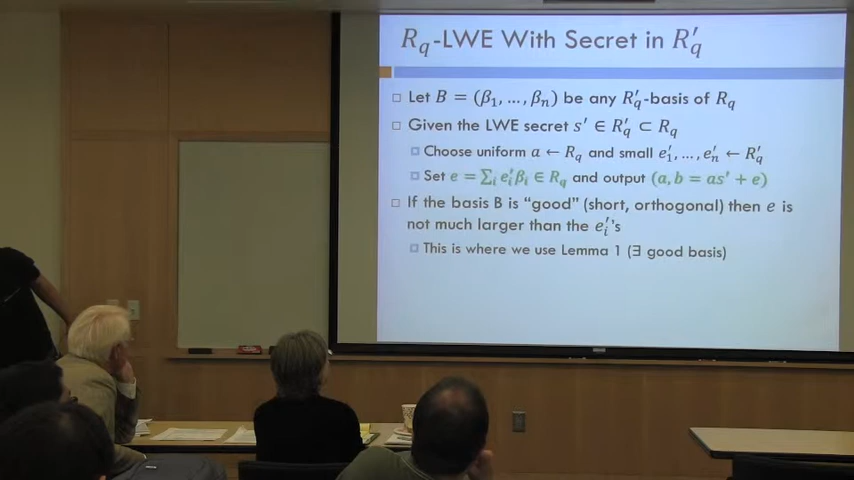 R_q-LWE With Secret in R'_q
Let B = (β_1, ..., β_n) be any R'_q-basis of R_q
Given the LWE secret s' ∈ R'_q ⊂ R_q
Choose uniform a ← R_q and small e'_1, ..., e'_n ← R'_q
Set e = ∑_i e'_i β_i ∈ R_q and output (a, b = as' + e)
If the basis B is "good" (short, orthogonal) then e is
not much larger than the e'_i's
This is where we use Lemma 1 (∃ good basis)